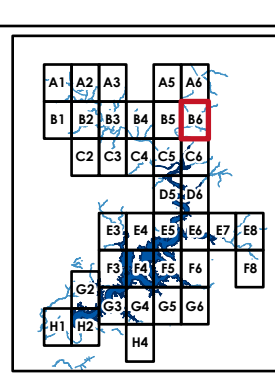 A1 A2 A3 A5 A6
B1 B2 B3 B4 B5 B6
C2 C3 C4 C5 C6
D5 D6
E3 E4 E5 E6 E7 E8
F3 F4 F5 F6 F8
G2
G3 G4 G5 G6
H1 H2
H4